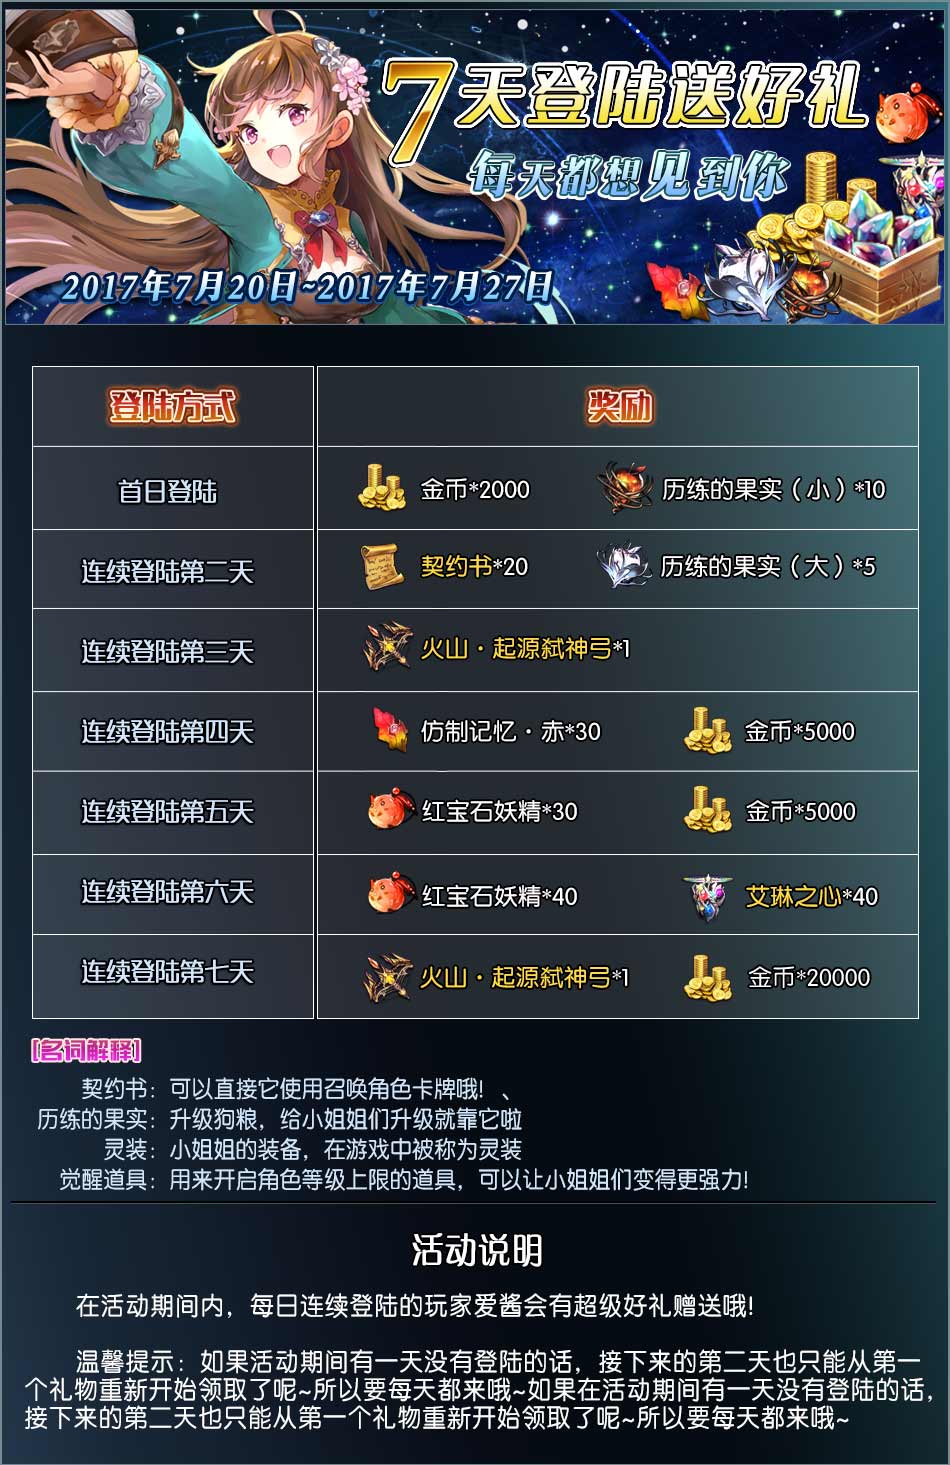 7天登陆送好礼
每天都想见到你
2017年7月20日~2017年7月27日
登陆方式 奖励
首日登陆 金币*2000 历练的果实（小）*10
连续登陆第二天 契约书*20 历练的果实（大）*5
连续登陆第三天 火山·起源弑神弓*1
连续登陆第四天 仿制记忆·赤*30 金币*5000
连续登陆第五天 红宝石妖精*30 金币*5000
连续登陆第六天 红宝石妖精*40 艾琳之心*40
连续登陆第七天 火山·起源弑神弓*1 金币*20000
[名词解释]
契约书：可以直接它使用召唤角色卡牌哦！、
历练的果实：升级狗粮，给小姐姐们升级就靠它啦
灵装：小姐姐的装备，在游戏中被称为灵装
觉醒道具：用来开启角色等级上限的道具，可以让小姐姐们变得更强力！
活动说明
在活动期间内，每日连续登陆的玩家爱酱会有超级好礼赠送哦！
温馨提示：如果活动期间有一天没有登陆的话，接下来的第二天也只能从第一
个礼物重新开始领取了呢~所以要每天都来哦~如果在活动期间有一天没有登陆的话，
接下来的第二天也只能从第一个礼物重新开始领取了呢~所以要每天都来哦~